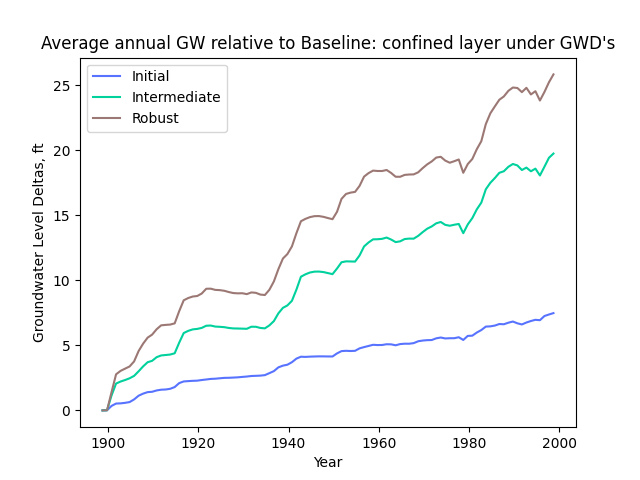 Average annual GW relative to Baseline: confined layer under GWD's
Initial
Intermediate
Robust
Groundwater Level Deltas, ft
25
20
15
10
5
0
1900 1920 1940 1960 1980 2000
Year